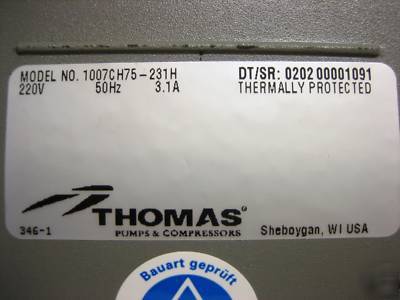 MODEL NO. 1007CH75-231H DT/SR: 0202 00001091
220V 50Hz 3.1A THERMALLY PROTECTED
THOMAS
PUMPS & COMPRESSORS
346-1 Sheboygan, WI USA
Bauart geprüft